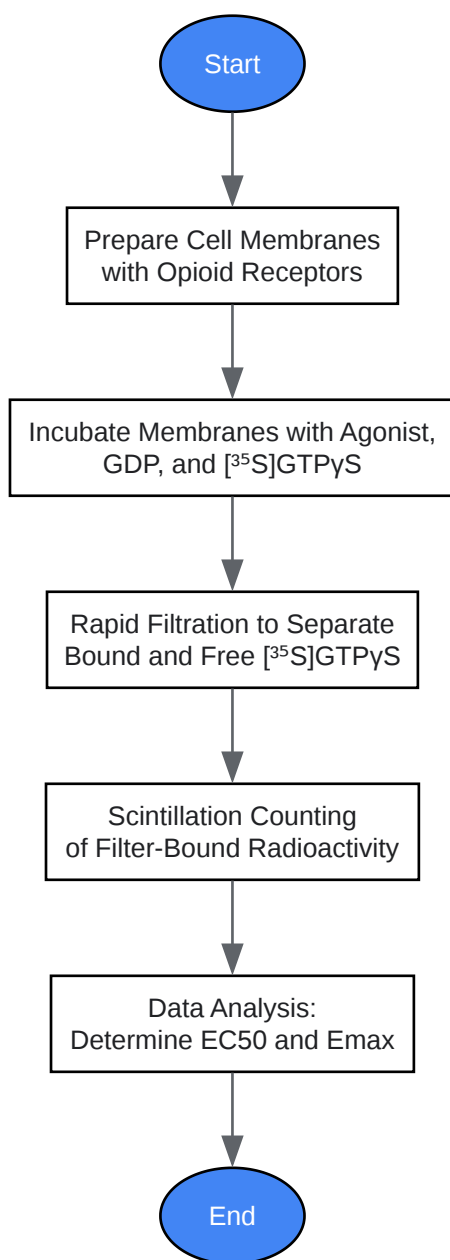 Start
Prepare Cell Membranes
with Opioid Receptors
Incubate Membranes with Agonist,
GDP, and [³⁵S]GTPγS
Rapid Filtration to Separate
Bound and Free [³⁵S]GTPγS
Scintillation Counting
of Filter-Bound Radioactivity
Data Analysis:
Determine EC50 and Emax
End